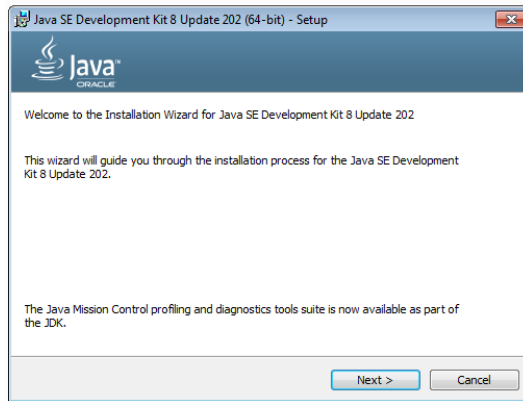 Java SE Development Kit 8 Update 202 (64-bit) - Setup
Java™
ORACLE
Welcome to the Installation Wizard for Java SE Development Kit 8 Update 202
This wizard will guide you through the installation process for the Java SE Development
Kit 8 Update 202.
The Java Mission Control profiling and diagnostics tools suite is now available as part of
the JDK.
Next > Cancel